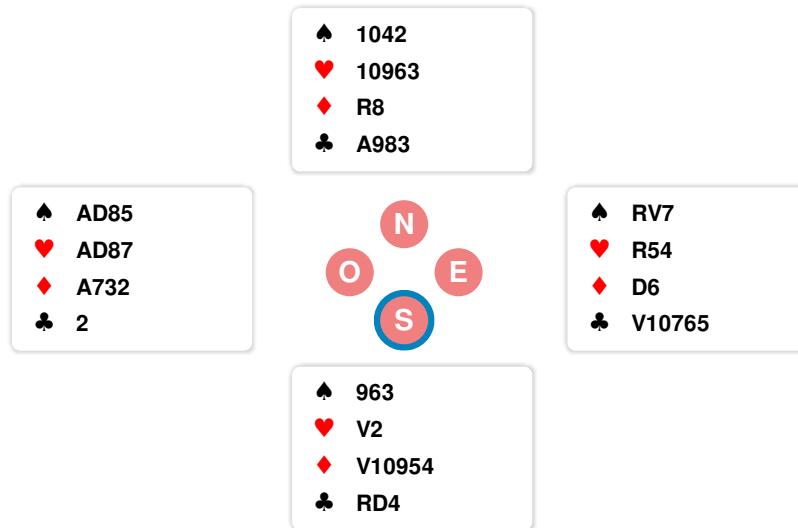 ♠ 1042
♥ 10963
♦ R8
♣ A983
♠ AD85
♥ AD87
♦ A732
♣ 2
N
O
E
S
♠ RV7
♥ R54
♦ D6
♣ V10765
♠ 963
♥ V2
♦ V10954
♣ RD4